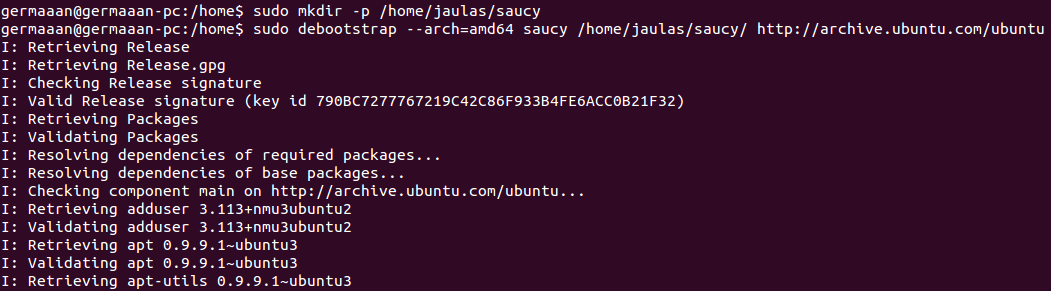 germaaan@germaaan-pc:/home$ sudo mkdir -p /home/jaulas/saucy
germaaan@germaaan-pc:/home$ sudo debootstrap --arch=amd64 saucy /home/jaulas/saucy/ http://archive.ubuntu.com/ubuntu
I: Retrieving Release
I: Retrieving Release.gpg
I: Checking Release signature
I: Valid Release signature (key id 790BC7277767219C42C86F933B4FE6ACC0B21F32)
I: Retrieving Packages
I: Validating Packages
I: Resolving dependencies of required packages...
I: Resolving dependencies of base packages...
I: Checking component main on http://archive.ubuntu.com/ubuntu...
I: Retrieving adduser 3.113+nmu3ubuntu2
I: Validating adduser 3.113+nmu3ubuntu2
I: Retrieving apt 0.9.9.1~ubuntu3
I: Validating apt 0.9.9.1~ubuntu3
I: Retrieving apt-utils 0.9.9.1~ubuntu3